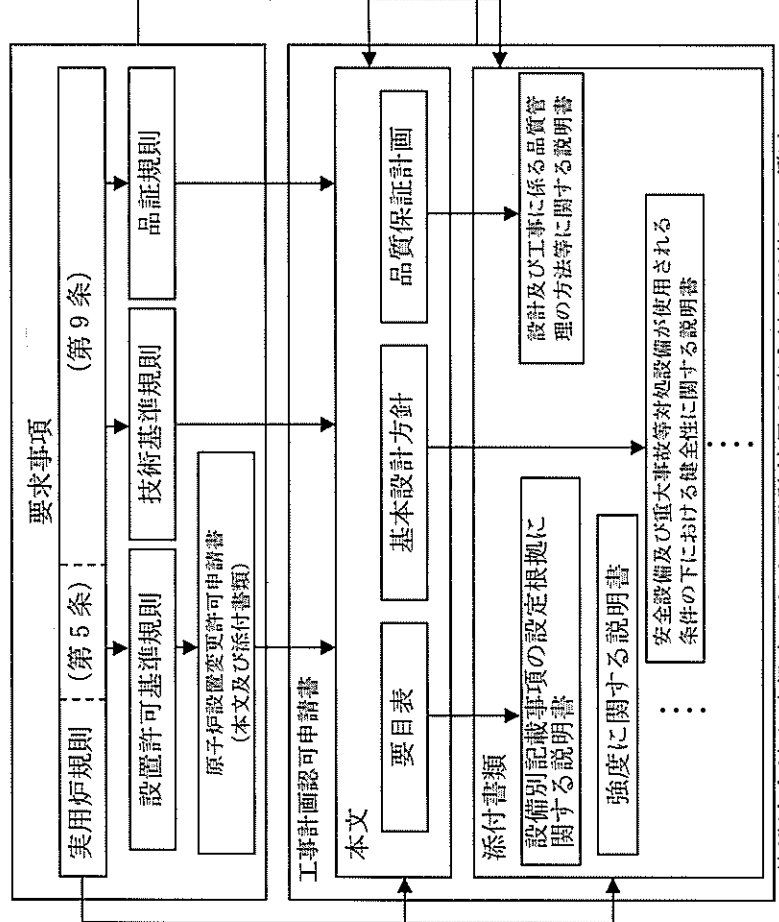 要求事項
実用炉規則
(第5条)
(第9条)
設置許可基準規則
技術基準規則
品証規則
原子炉設置変更許可申請書
(本文及び添付書類)
工事計画認可申請書
本文
要目表
基本設計方針
品質保証計画
添付書類
設備別記載事項の設定根拠に
関する説明書
設計及び工事に係る品質管
理の方法等に関する説明書
強度に関する説明書
安全設備及び重大事故等対処設備が使用される
条件の下における健全性に関する説明書
‥‥
‥‥